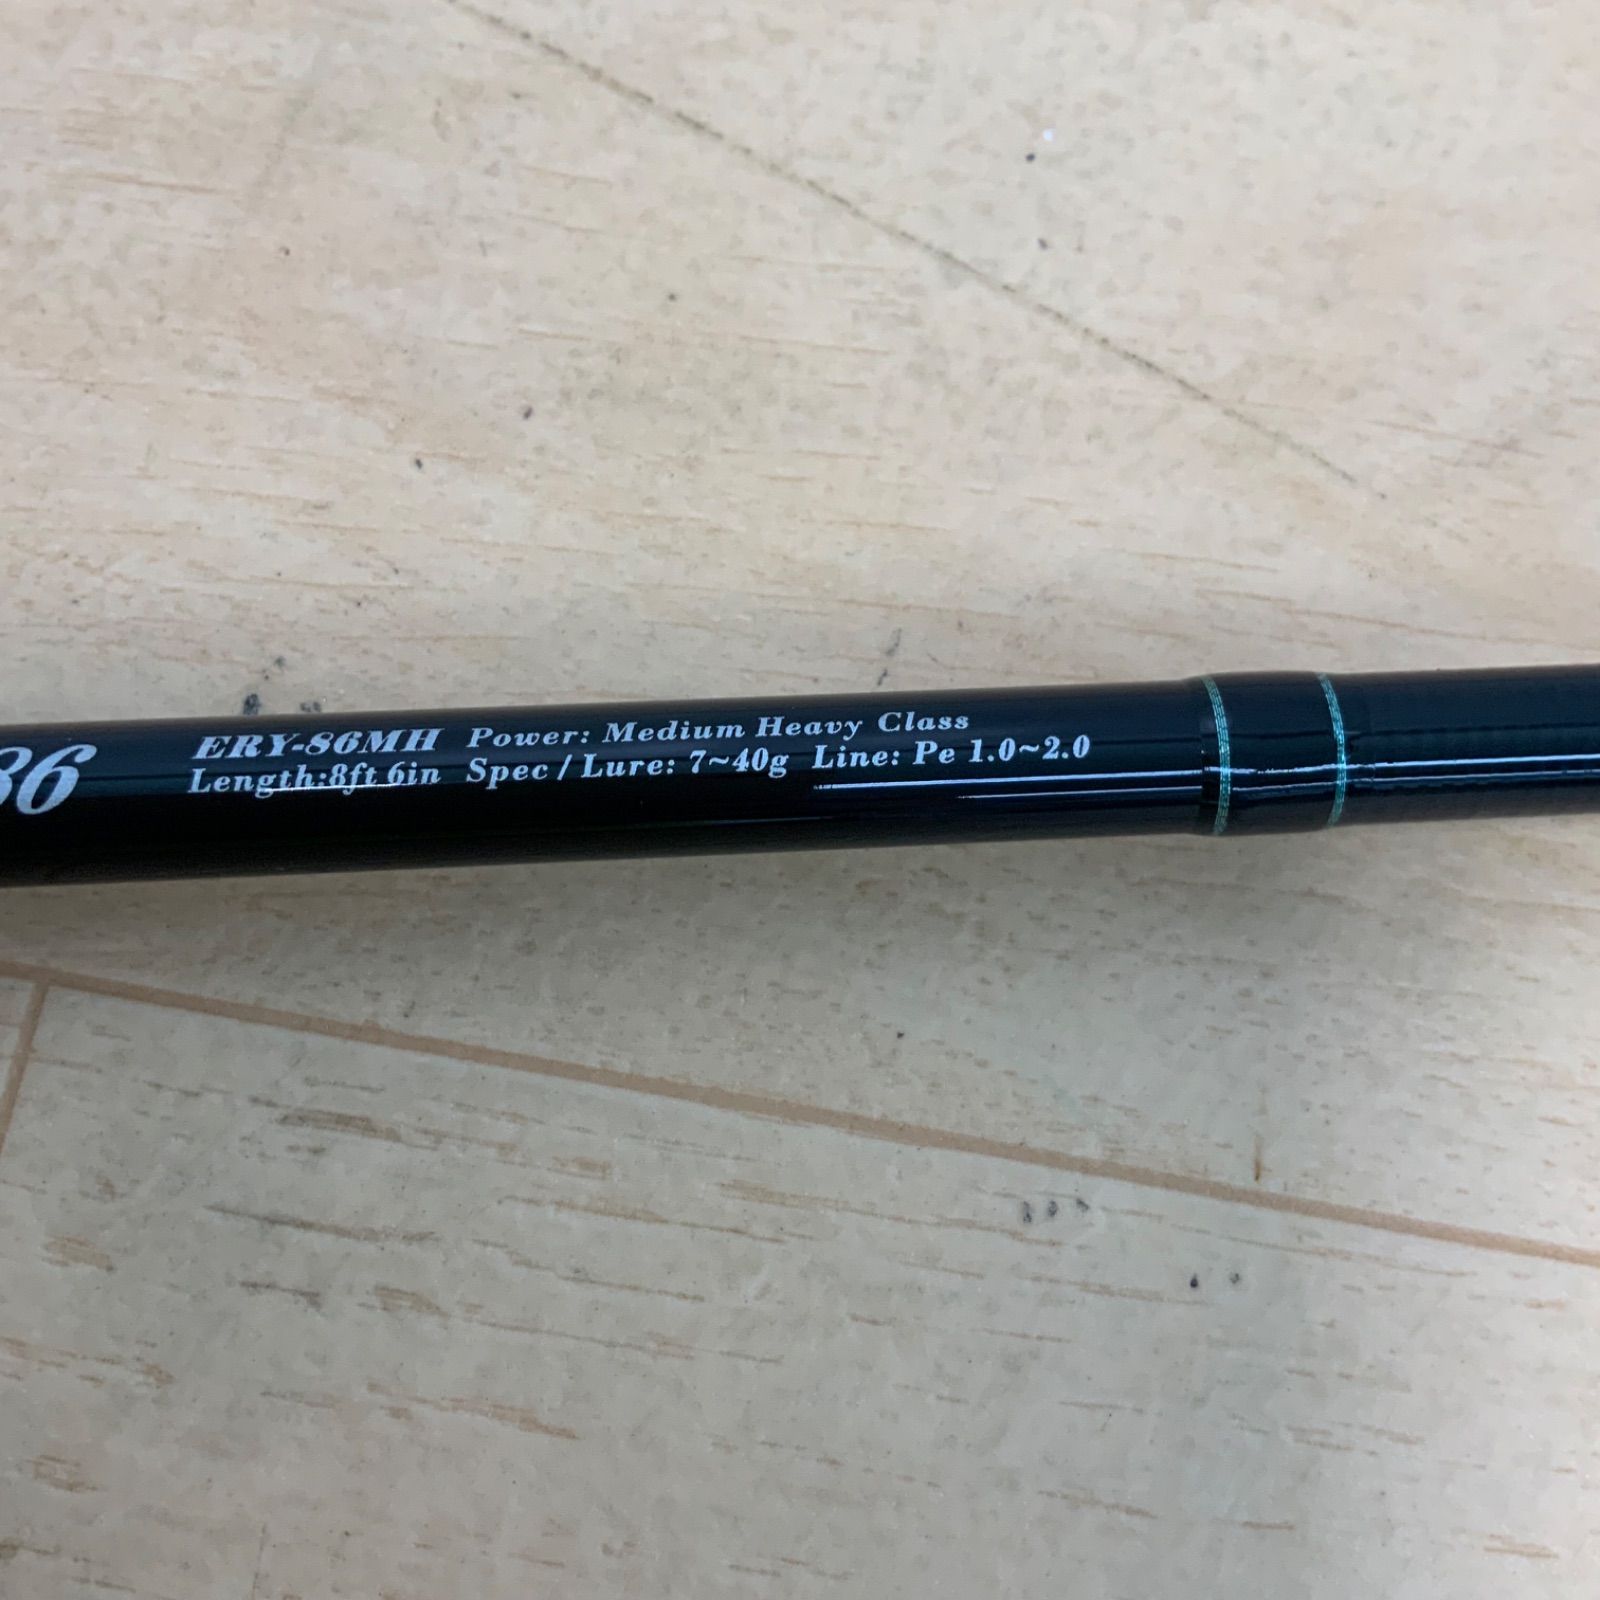 86
ERY-86MH Power: Medium Heavy Class
Length:8ft 6in Spec / Lure: 7~40g Line: Pe 1.0~2.0